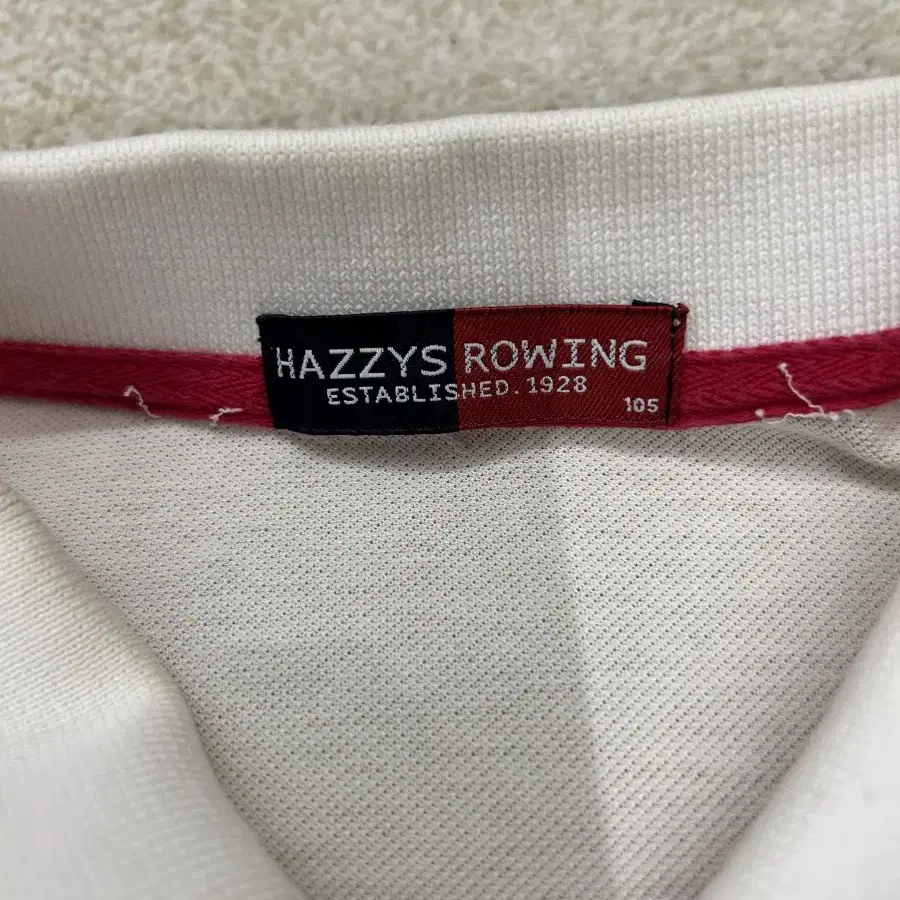 HAZZYS ROWING
ESTABLISHED. 1928
105